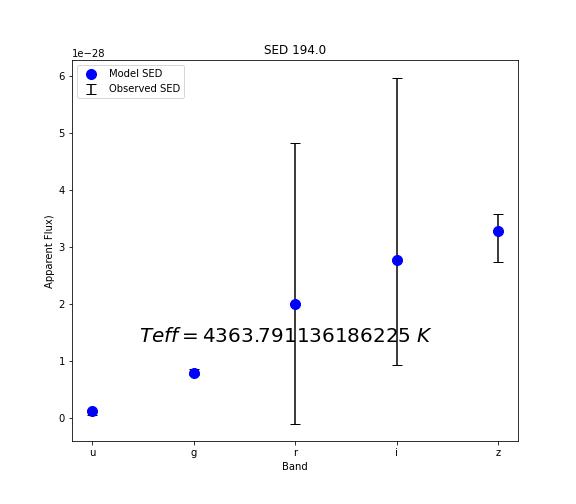 SED 194.0
1e−28
Model SED
Observed SED
6
5
4
3
2
1
0
Apparent Flux)
Teff = 4363.791136186225 K
u g r i z
Band